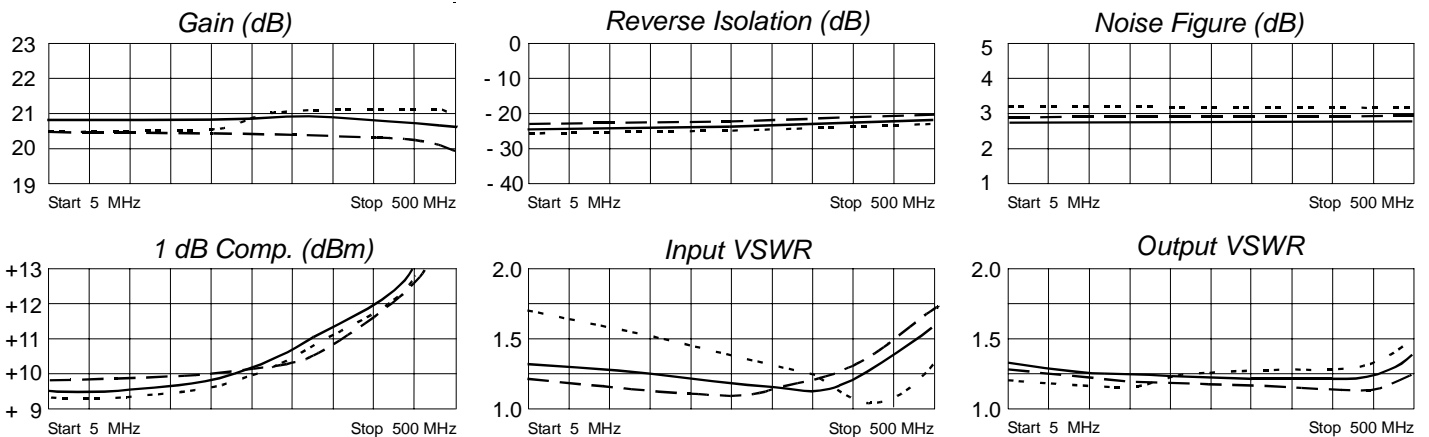 Gain (dB)
23
22
21
20
19
Start 5 MHz
Stop 500 MHz
Reverse Isolation (dB)
0
- 10
- 20
- 30
- 40
Start 5 MHz
Stop 500 MHz
Noise Figure (dB)
5
4
3
2
1
Start 5 MHz
Stop 500 MHz
1 dB Comp. (dBm)
+13
+12
+11
+10
+ 9
Start 5 MHz
Stop 500 MHz
Input VSWR
2.0
1.5
1.0
Start 5 MHz
Stop 500 MHz
Output VSWR
2.0
1.5
1.0
Start 5 MHz
Stop 500 MHz